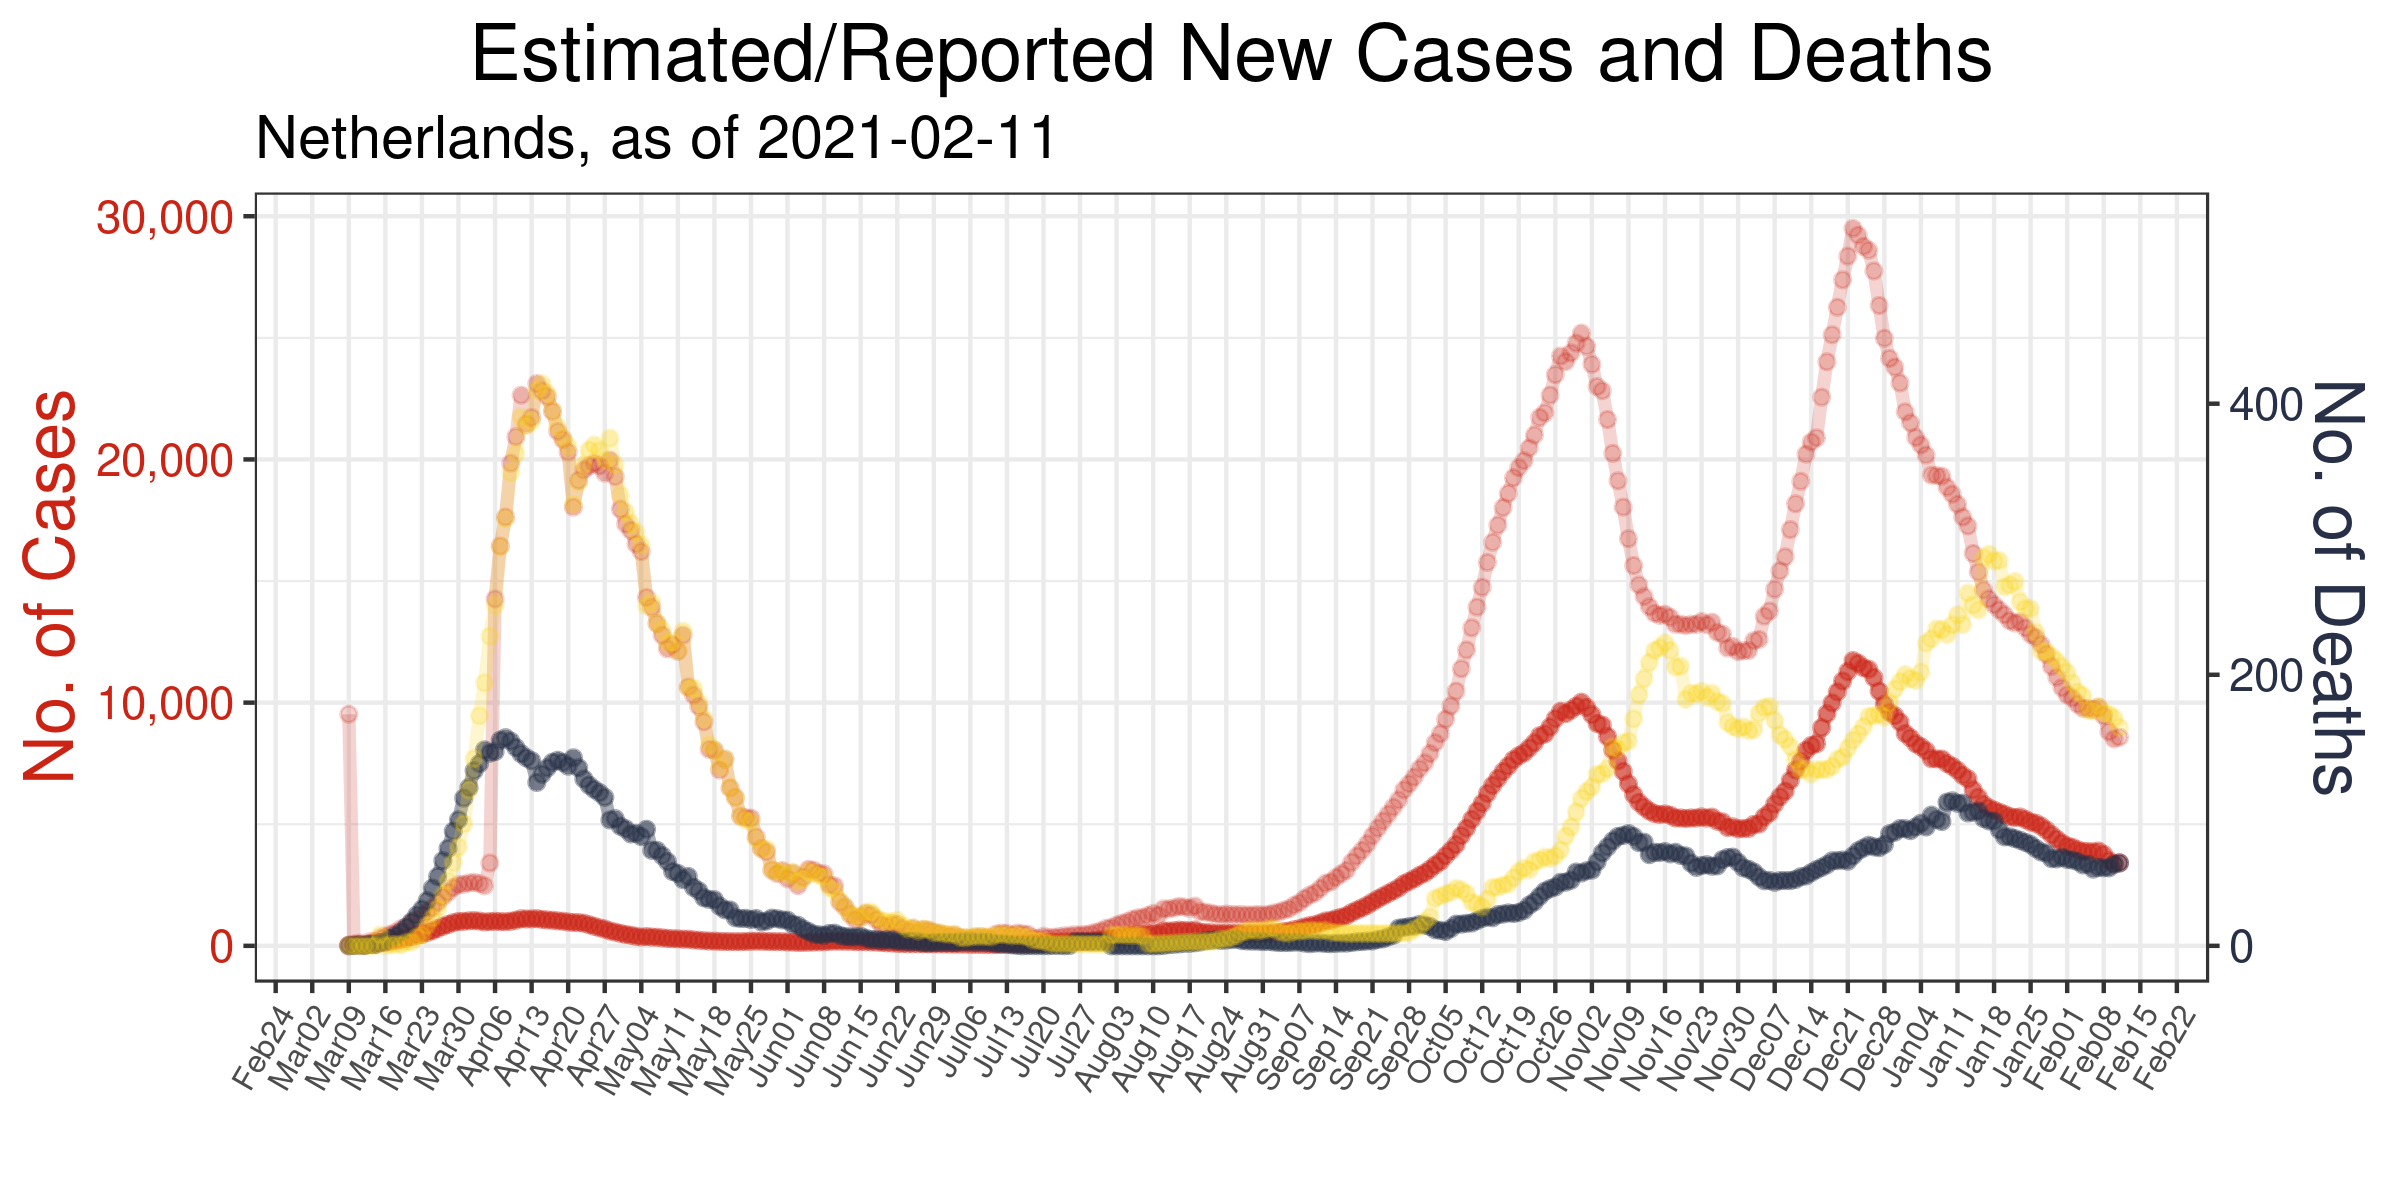 Estimated/Reported New Cases and Deaths
Netherlands, as of 2021-02-11
No. of Cases
30,000
20,000
10,000
0
400
200
0
No. of Deaths
Feb24
Mar02
Mar09
Mar16
Mar23
Mar30
Apr06
Apr13
Apr20
Apr27
May04
May11
May18
May25
Jun01
Jun08
Jun15
Jun22
Jun29
Jul06
Jul13
Jul20
Jul27
Aug03
Aug10
Aug17
Aug24
Aug31
Sep07
Sep14
Sep21
Sep28
Oct05
Oct12
Oct19
Oct26
Nov02
Nov09
Nov16
Nov23
Nov30
Dec07
Dec14
Dec21
Dec28
Dec04
Jan11
Jan18
Jan25
Feb01
Feb08
Feb15
Feb22